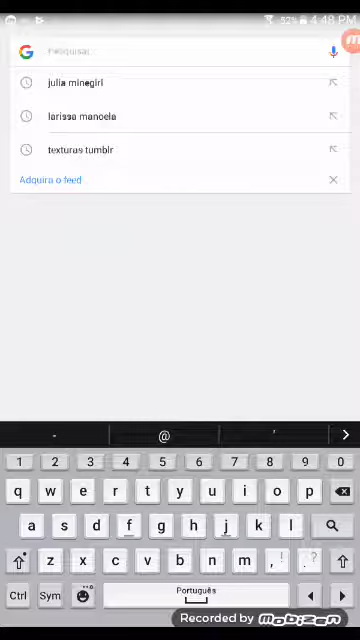 52% 4:48 PM
G Pesquisar...
julia minegirl
larissa manoela
texturas tumblr
Adquira o feed
- @ '
1 2 3 4 5 6 7 8 9 0
q w e r t y u i o p
a s d f g h j k l
z x c v b n m , ! . ?
Ctrl Sym Português
Recorded by mobizen